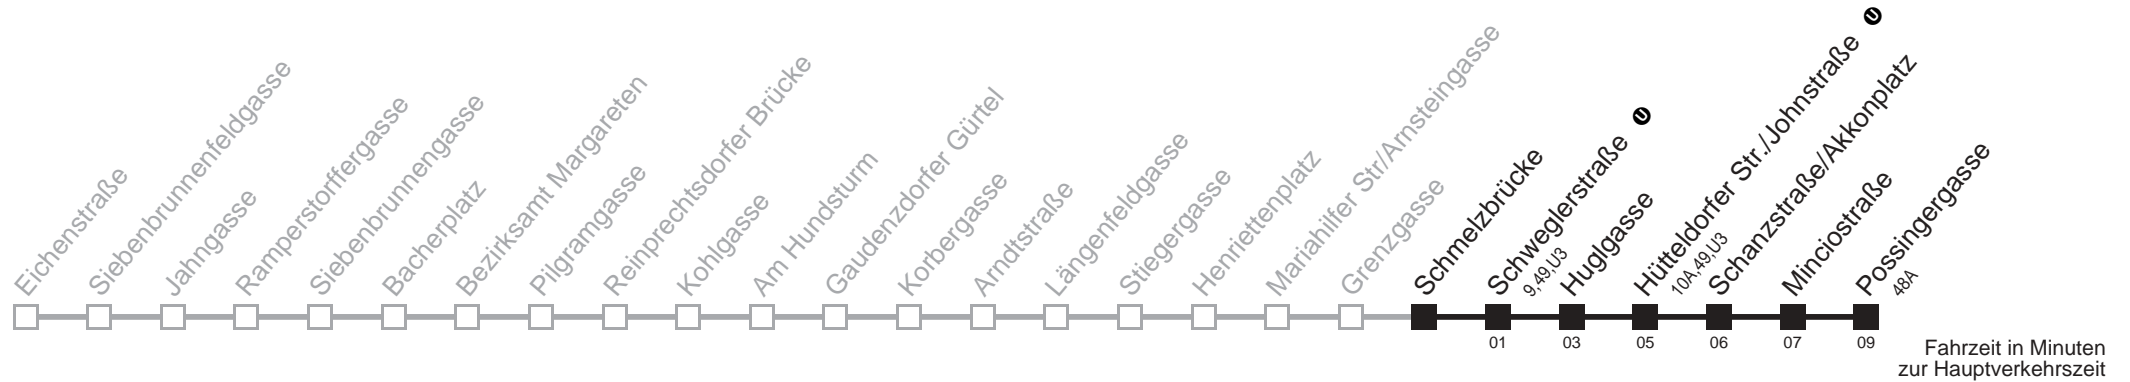 Eichenstraße
Siebenbrunnenfeldgasse
Jahngasse
Ramperstorffergasse
Siebenbrunnengasse
Bacherplatz
Bezirksamt Margareten
Pilgramgasse
Reinprechtsdorfer Brücke
Kohlgasse
Am Hundsturm
Gaudenzdorfer Gürtel
Korbergasse
Arndtstraße
Längenfeldgasse
Stiegergasse
Henriettenplatz
Mariahilfer Str/Arnsteingasse
Grenzgasse
Schmelzbrücke
Schweglerstraße U
9,49,U3
Huglgasse
Hütteldorfer Str./Johnstraße U
10A,49,U3
Schanzstraße/Akkonplatz
Minciostraße
Possingergasse
48A
01 03 05 06 07 09
Fahrzeit in Minuten
zur Hauptverkehrszeit